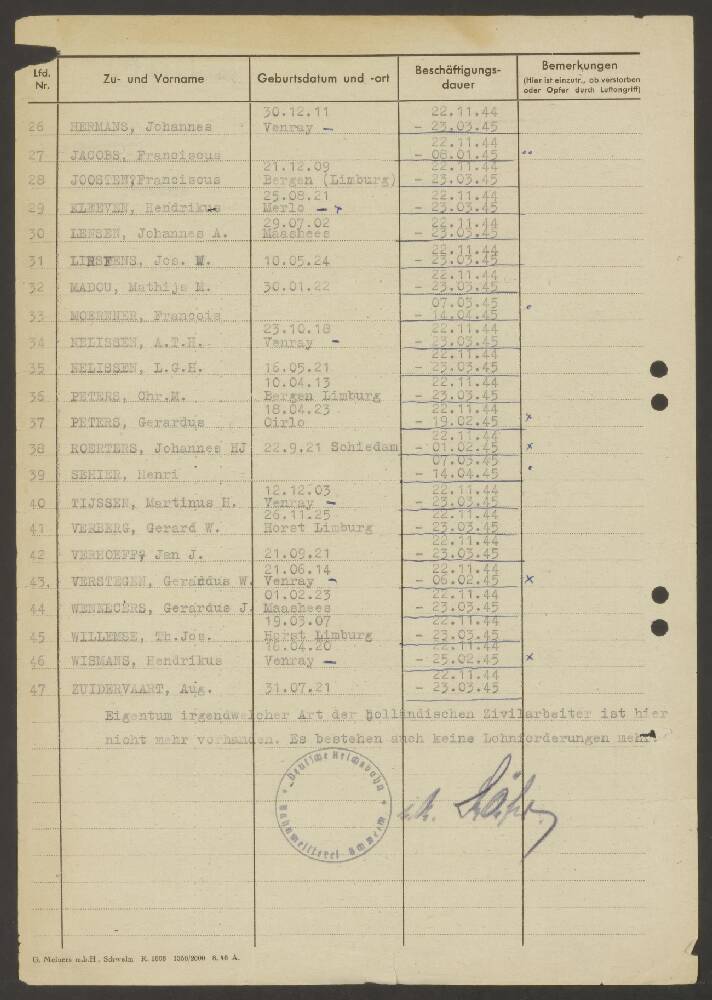 Lfd. Nr.
Zu- und Vorname
Geburtsdatum und -ort
Beschäftigungs-dauer
Bemerkungen
(Hier ist einzutr., ob verstorben oder Opfer durch Luftangriff)
30.12.11 22.11.44
26 HERMANS, Johannes Venray - 23.03.45
22.11.44
27 JACOBS, Franciscus - 08.01.45
21.12.09 22.11.44
28 JOOSTEN?Franciscus Bergen (Limburg) - 23.03.45
25.08.21 22.11.44
29 KLEEVEN, Hendrikus Merlo - 23.03.45
29.07.02 22.11.44
30 LENSEN, Johannes A. Maashees - 23.03.45
22.11.44
31 Jos. W. 10.05.24 - 23.03.45
22.11.44
32 MADOU, Mathijs M. 30.01.22 - 23.03.45
07.03.45
33 MOERENER, Francois - 14.04.45
23.10.18 22.11.44
34 NELISSEN, A.T.H. Venray - 23.03.45
22.11.44
35 NELISSEN, L.G.H. 16.05.21 - 23.03.45
10.04.13 22.11.44
36 PETERS, Chr.M. Bergen Limburg - 23.03.45
18.04.23 22.11.44
37 PETERS, Gerardus Oirlo - 19.02.45 x
22.11.44
38 ROERTERS, Johannes HJ 22.9.21 Schiedam - 01.02.45 x
07.03.45
39 SEHIER, Henri - 14.04.45
12.12.03 22.11.44
40 TIJSSEN, Martinus H. Venray - 23.03.45
26.11.25 22.11.44
41 VERBERG, Gerard W. Horst Limburg - 23.03.45
22.11.44
42 VERHOEFF? Jan J. 21.09.21 - 23.03.45
21.06.14 22.11.44
43. VERSTEGEN, Gerardus W. Venray - 06.02.45 x
01.02.23 22.11.44
44 Gerardus J. Maashees - 23.03.45
19.03.07 22.11.44
45 WILLEMSE, Th.Jos. Horst Limburg - 23.03.45
16.04.20 22.11.44
46 WISMANS, Hendrikus Venray - 25.02.45 x
22.11.44
47 ZUIDERVAART, Aug. 31.07.21 - 23.03.45
Eigentum irgendwelcher Art der holländischen Zivilarbeiter ist hier
nicht mehr vorhanden. Es bestehen auch keine Lohnforderungen mehr.
Deutsche Reichsbahn
Bahnmeisterei Schwelm
G. Meiners m.b.H., Schwelm K. 1608 1350/2000 8. 46 A.